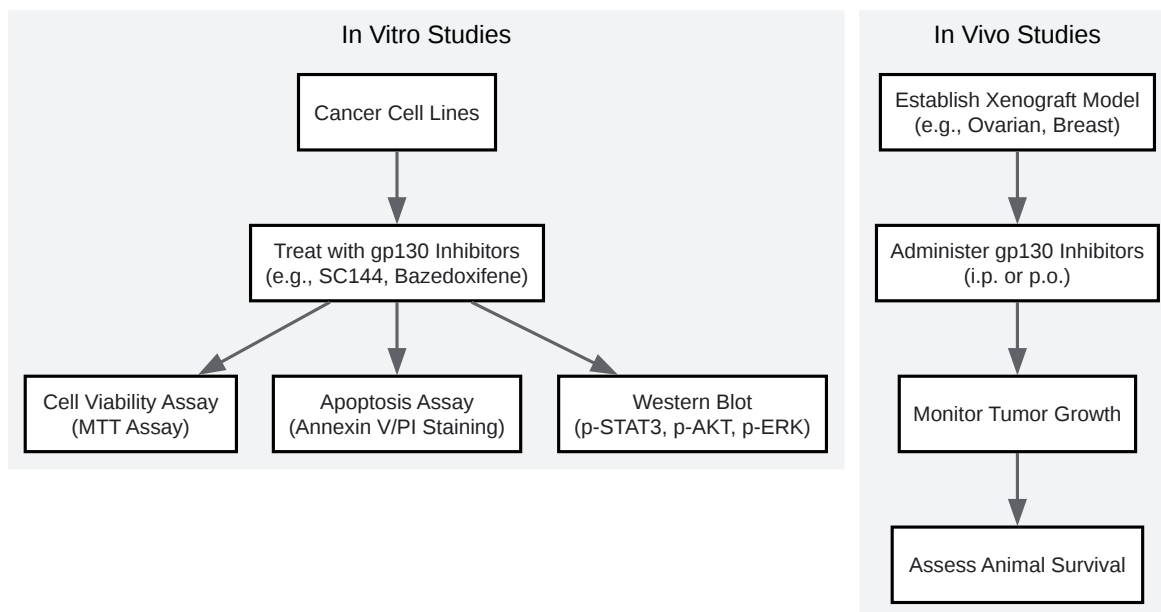 In Vitro Studies
Cancer Cell Lines
Treat with gp130 Inhibitors
(e.g., SC144, Bazedoxifene)
Cell Viability Assay
(MTT Assay)
Apoptosis Assay
(Annexin V/PI Staining)
Western Blot
(p-STAT3, p-AKT, p-ERK)
In Vivo Studies
Establish Xenograft Model
(e.g., Ovarian, Breast)
Administer gp130 Inhibitors
(i.p. or p.o.)
Monitor Tumor Growth
Assess Animal Survival